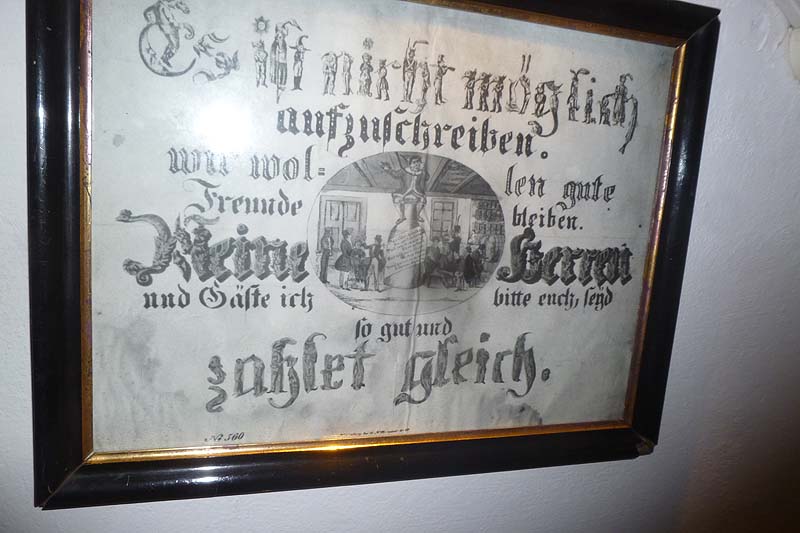 Es ist nicht möglich
aufzuschreiben.
wir wol= len gute
Freunde bleiben.
Meine Herren
und Gäste ich bitte euch, seyd
so gut und
zahlet gleich.
No. 560